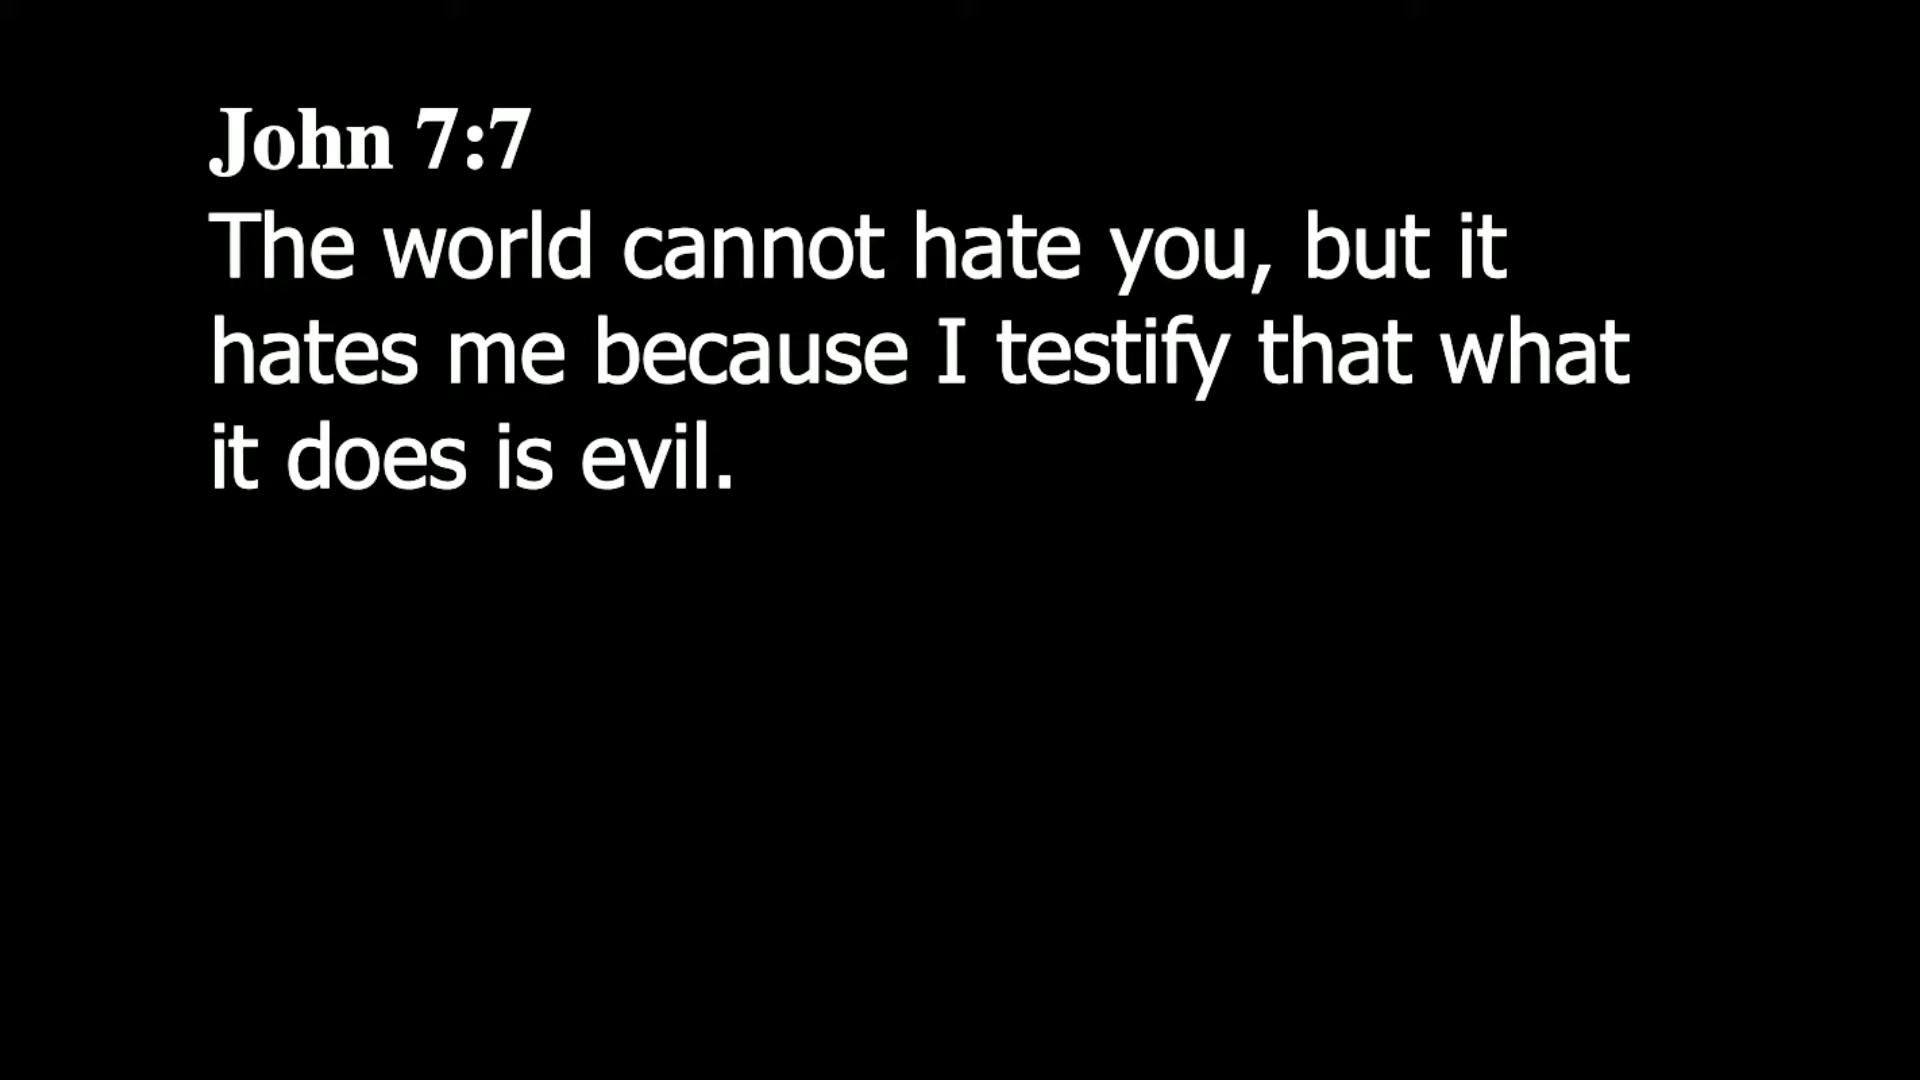 John 7:7
The world cannot hate you, but it
hates me because I testify that what
it does is evil.